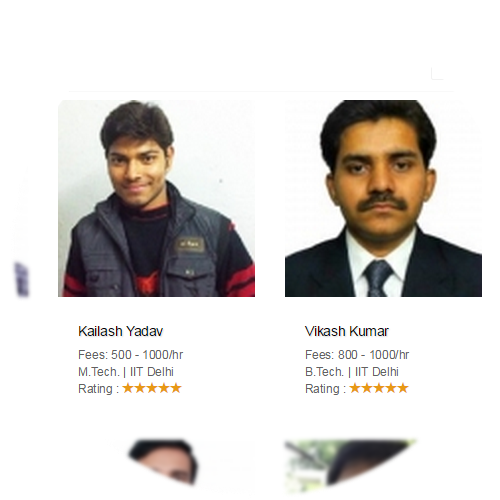 Kailash Yadav
Fees: 500 - 1000/hr
M.Tech. | IIT Delhi
Rating : ★★★★★
Vikash Kumar
Fees: 800 - 1000/hr
B.Tech. | IIT Delhi
Rating : ★★★★★